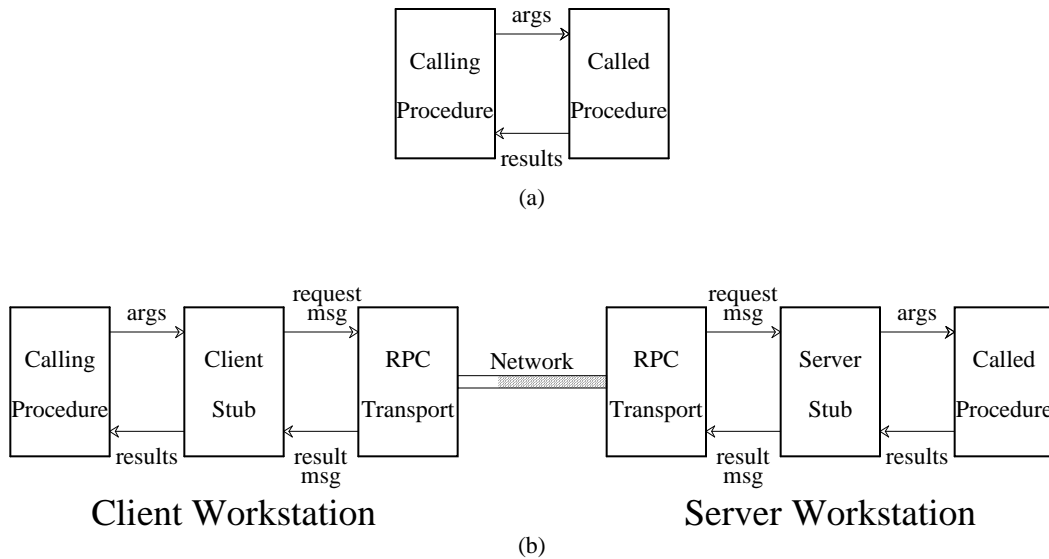 args
Calling
Procedure
Called
Procedure
results
(a)
args
request
msg
Calling
Procedure
Client
Stub
RPC
Transport
results
result
msg
Network
request
msg
args
RPC
Transport
Server
Stub
Called
Procedure
result
msg
results
Client Workstation
Server Workstation
(b)